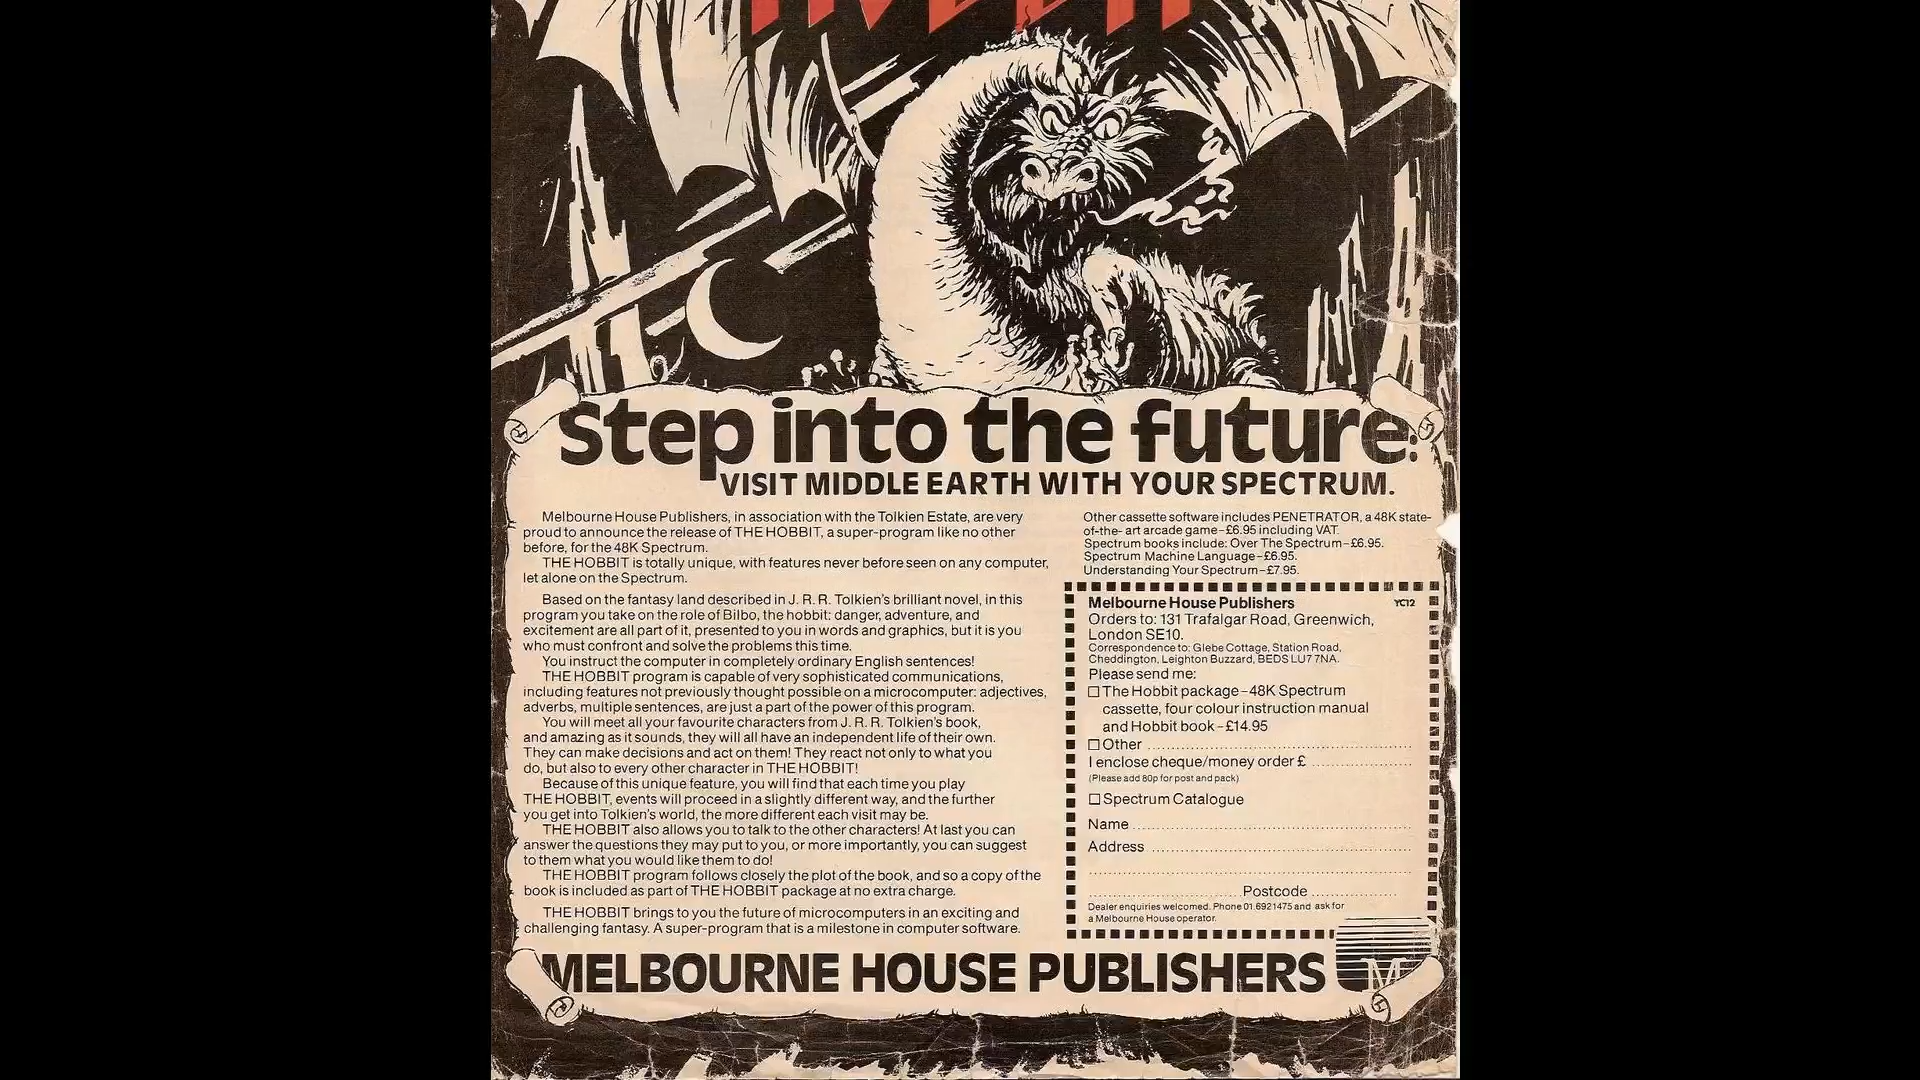 HOBBIT
Step into the future:
VISIT MIDDLE EARTH WITH YOUR SPECTRUM.
Melbourne House Publishers, in association with the Tolkien Estate, are very
proud to announce the release of THE HOBBIT, a super-program like no other
before, for the 48K Spectrum.
THE HOBBIT is totally unique, with features never before seen on any computer,
let alone on the Spectrum.
Based on the fantasy land described in J. R. R. Tolkien's brilliant novel, in this
program you take on the role of Bilbo, the hobbit: danger, adventure, and
excitement are all part of it, presented to you in words and graphics, but it is you
who must confront and solve the problems this time.
You instruct the computer in completely ordinary English sentences!
THE HOBBIT program is capable of very sophisticated communications,
including features not previously thought possible on a microcomputer: adjectives,
adverbs, multiple sentences, are just a part of the power of this program.
You will meet all your favourite characters from J. R. R. Tolkien's book,
and amazing as it sounds, they will all have an independent life of their own.
They can make decisions and act on them! They react not only to what you
do, but also to every other character in THE HOBBIT!
Because of this unique feature, you will find that each time you play
THE HOBBIT, events will proceed in a slightly different way, and the further
you get into Tolkien's world, the more different each visit may be.
THE HOBBIT also allows you to talk to the other characters! At last you can
answer the questions they may put to you, or more importantly, you can suggest
to them what you would like them to do!
THE HOBBIT program follows closely the plot of the book, and so a copy of the
book is included as part of THE HOBBIT package at no extra charge.
THE HOBBIT brings to you the future of microcomputers in an exciting and
challenging fantasy. A super-program that is a milestone in computer software.
Other cassette software includes PENETRATOR, a 48K state-
of-the- art arcade game–£6.95 including VAT.
Spectrum books include: Over The Spectrum–£6.95.
Spectrum Machine Language–£6.95.
Understanding Your Spectrum–£7.95.
Melbourne House Publishers YC12
Orders to: 131 Trafalgar Road, Greenwich,
London SE10.
Correspondence to: Glebe Cottage, Station Road,
Cheddington, Leighton Buzzard, BEDS LU7 7NA.
Please send me:
The Hobbit package–48K Spectrum
cassette, four colour instruction manual
and Hobbit book–£14.95
Other
I enclose cheque/money order £
(Please add 80p for post and pack)
Spectrum Catalogue
Name
Address
Postcode
Dealer enquiries welcomed. Phone 01.6921475 and ask for
a Melbourne House operator.
MELBOURNE HOUSE PUBLISHERS
M